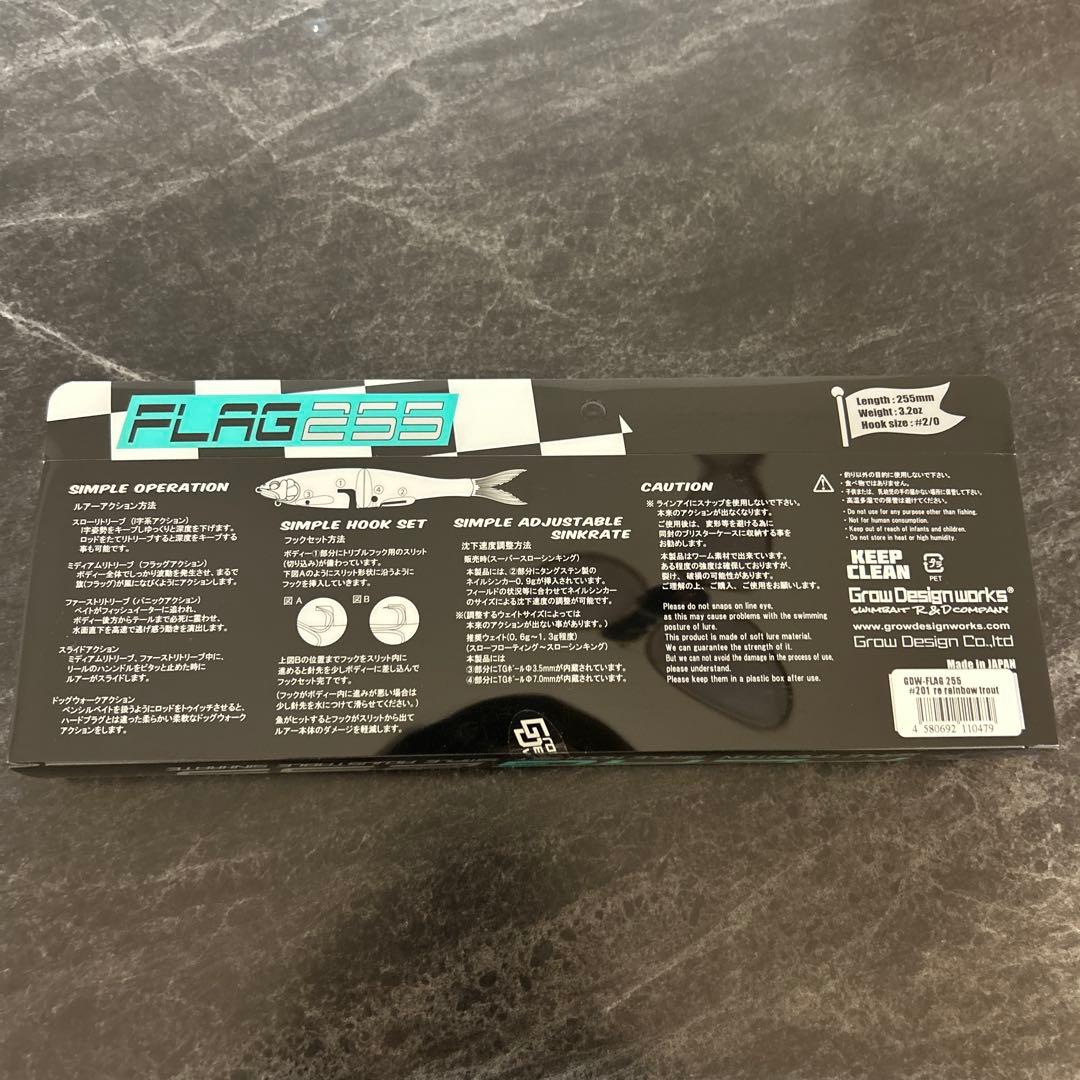 FLAG255
Length : 255mm
Weight : 3.2oz
Hook size : #2/0
SIMPLE OPERATION
ルアーアクション方法
スローリトリーブ（I字系アクション）
I字姿勢をキープしゆっくりと深度を下げます。
ロッドをたてリトリーブすると深度をキープする
事も可能です。
ミディアムリトリーブ（フラッグアクション）
ボディー全体でしっかり波動を発生させ、まるで
旗（フラッグ）が風になびくようにアクションします。
ファーストリトリーブ（パニックアクション）
ベイトがフィッシュイーターに追われ、
ボディー後方からテールまで必死に震わせ、
水面直下を高速で逃げ惑う動きを演出します。
スライドアクション
ミディアムリトリーブ、ファーストリトリーブ中に、
リールのハンドルをピタッと止めた時に
ルアーがスライドします。
ドッグウォークアクション
ペンシルベイトを扱うようにロッドをトゥイッチさせると、
ハードプラグとは違った柔らかい柔軟なドッグウォーク
アクションをします。
① ② ③ ④
SIMPLE HOOK SET
フックセット方法
ボディー①部分にトリプルフック用のスリット
（切り込み）が備わっています。
下図Aのようにスリット形状に沿うように
フックを挿入していきます。
図A 図B
上図Bの位置までフックをスリット内に
進めると針先を少しボディーに差し込んで
フックセット完了です。
（フックがボディー内に進みが悪い場合は
少し針先を水につけて滑らせてください。）
魚がヒットするとフックがスリットから出て
ルアー本体のダメージを軽減します。
SIMPLE ADJUSTABLE
SINKRATE
沈下速度調整方法
販売時（スーパースローシンキング）
本製品には、②部分にタングステン製の
ネイルシンカー0.9gが挿入されています。
フィールドの状況等に合わせてネイルシンカー
のサイズによる沈下速度の調整が可能です。
※（調整するウェイトサイズによっては
本来のアクションが出ない事があります。）
推奨ウェイト（0.6g～1.3g程度）
（スローフローティング～スローシンキング）
本製品には
③部分にTGボールΦ3.5mmが内蔵されています。
④部分にTGボールΦ7.0mmが内蔵されています。
CAUTION
※ ラインアイにスナップを使用しないで下さい。
本来のアクションが出なくなります。
ご使用後は、変形等を避ける為に
同封のブリスターケースに収納する事を
お勧めします。
本製品はワーム素材で出来ています。
ある程度の強度は確保しておりますが、
裂け、破損の可能性があります。
ご理解の上、ご購入、ご使用をお願いします。
Please do not snaps on line eye,
as this may cause problems with the swimming
posture of lure.
This product is made of soft lure material.
We can guarantee the strength of it.
But we can not avoid the damage in the process of use,
please understand.
Please keep them in a plastic box after use.
・釣り以外の目的に使用しないで下さい。
・食べ物ではありません。
・子供または、乳幼児の手の届かない場所に保管して下さい。
・高温多湿での保管は避けてください。
・Do not use for any purpose other than fishing.
・Not for human consumption.
・Keep out of reach of infants and children.
・Do not store in heat or high humidity.
KEEP
CLEAN
プラ
PET
Grow Design works®
SWIMBAIT R&D COMPANY
www.growdesignworks.com
Grow Design Co.,ltd
Made in JAPAN
GDW-FLAG 255
#201 re rainbow trout
4 580692 110479